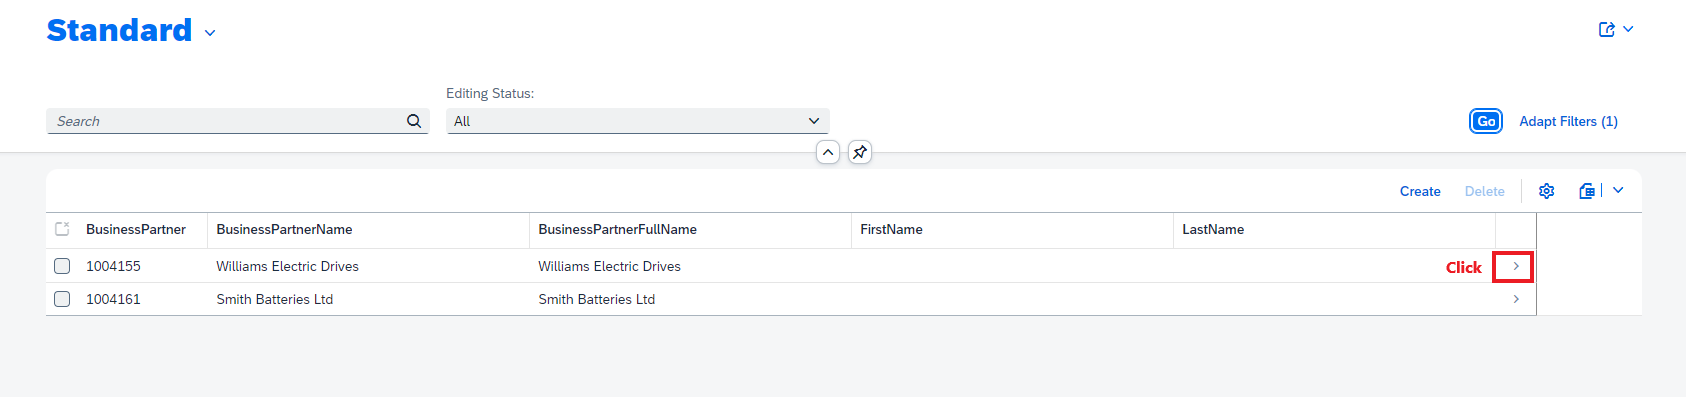 Standard
Editing Status:
Search
All
Go
Adapt Filters (1)
Create Delete
BusinessPartner BusinessPartnerName BusinessPartnerFullName FirstName LastName
1004155 Williams Electric Drives Williams Electric Drives Click
1004161 Smith Batteries Ltd Smith Batteries Ltd